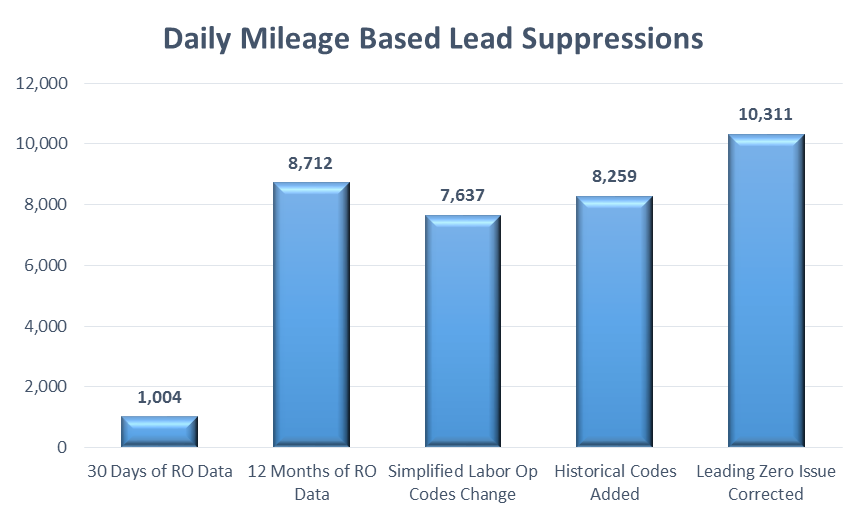 Daily Mileage Based Lead Suppressions
12,000
10,000
8,000
6,000
4,000
2,000
0
1,004
8,712
7,637
8,259
10,311
30 Days of RO Data
12 Months of RO
Data
Simplified Labor Op
Codes Change
Historical Codes
Added
Leading Zero Issue
Corrected